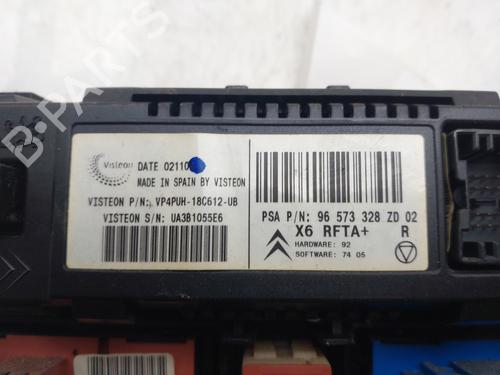 Visteon
DATE 02110
MADE IN SPAIN BY VISTEON
VISTEON P/N: VP4PUH-18C612-UB
VISTEON S/N: UA3B1055E6
PSA P/N: 96 573 328 ZD 02
X6 RFTA+ R
HARDWARE: 92
SOFTWARE: 74 05
B-PARTS